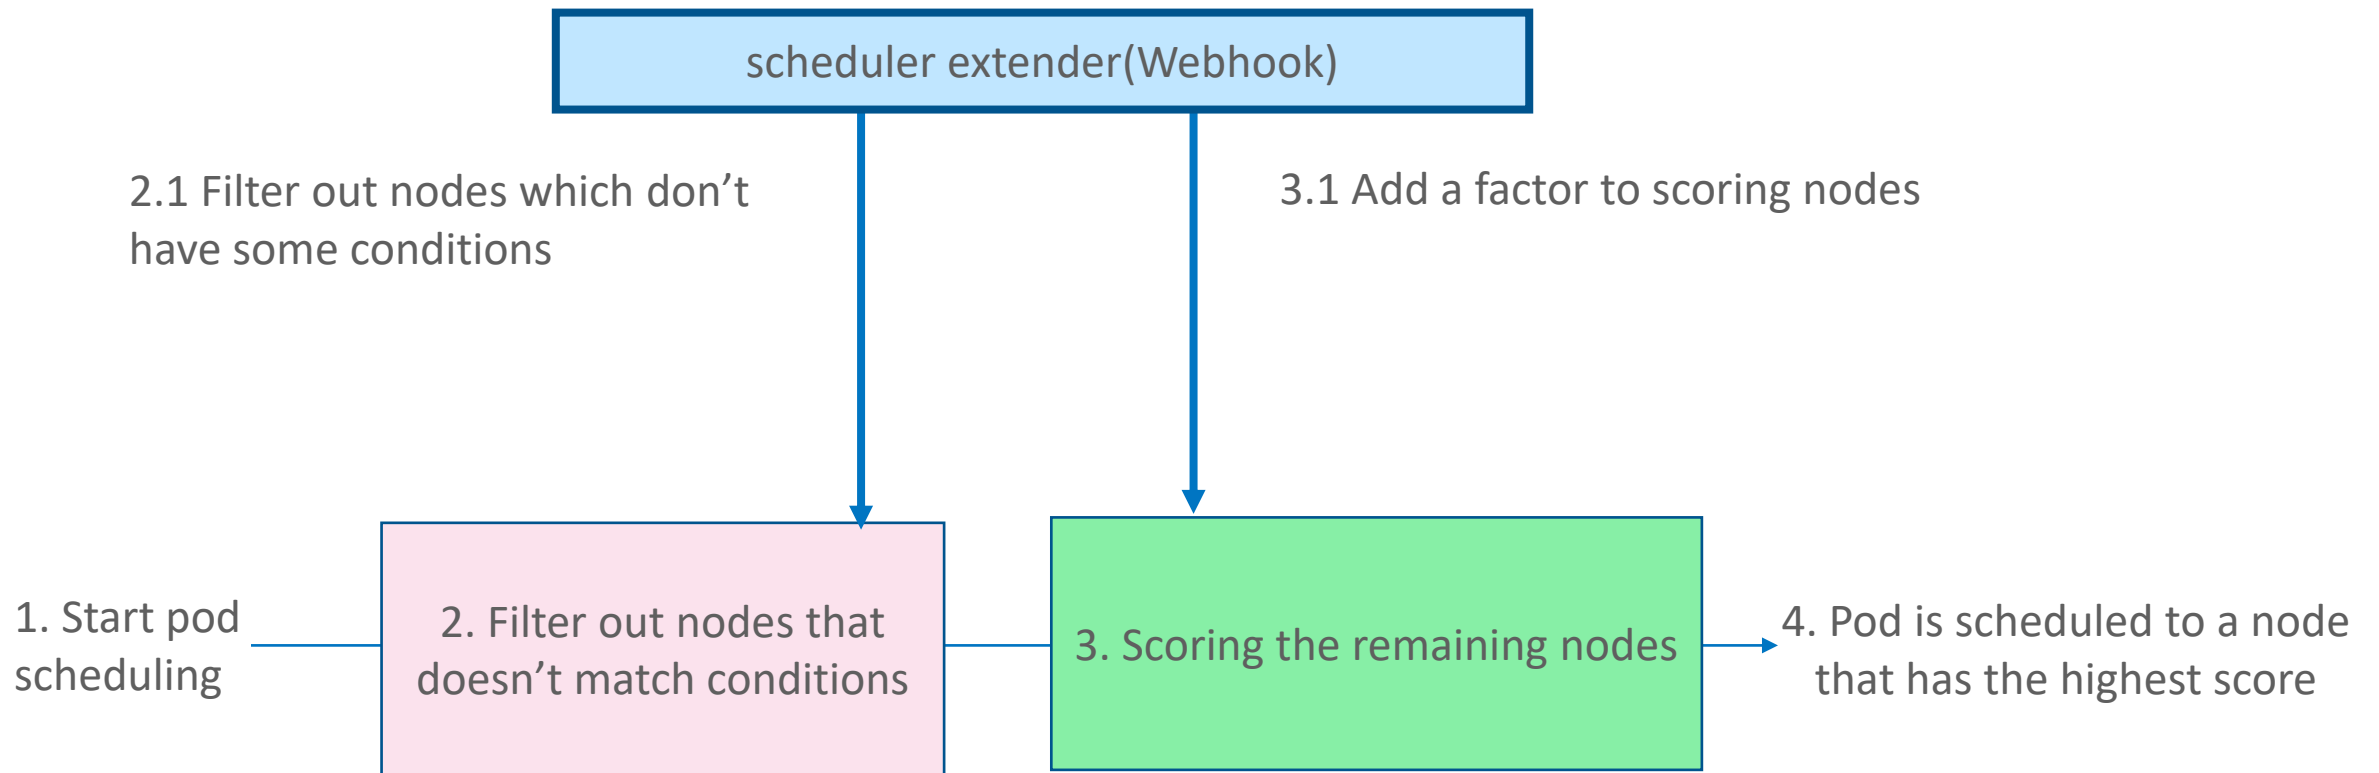 scheduler extender(Webhook)
2.1 Filter out nodes which don’t
have some conditions
3.1 Add a factor to scoring nodes
1. Start pod
scheduling
2. Filter out nodes that
doesn’t match conditions
3. Scoring the remaining nodes
4. Pod is scheduled to a node
that has the highest score